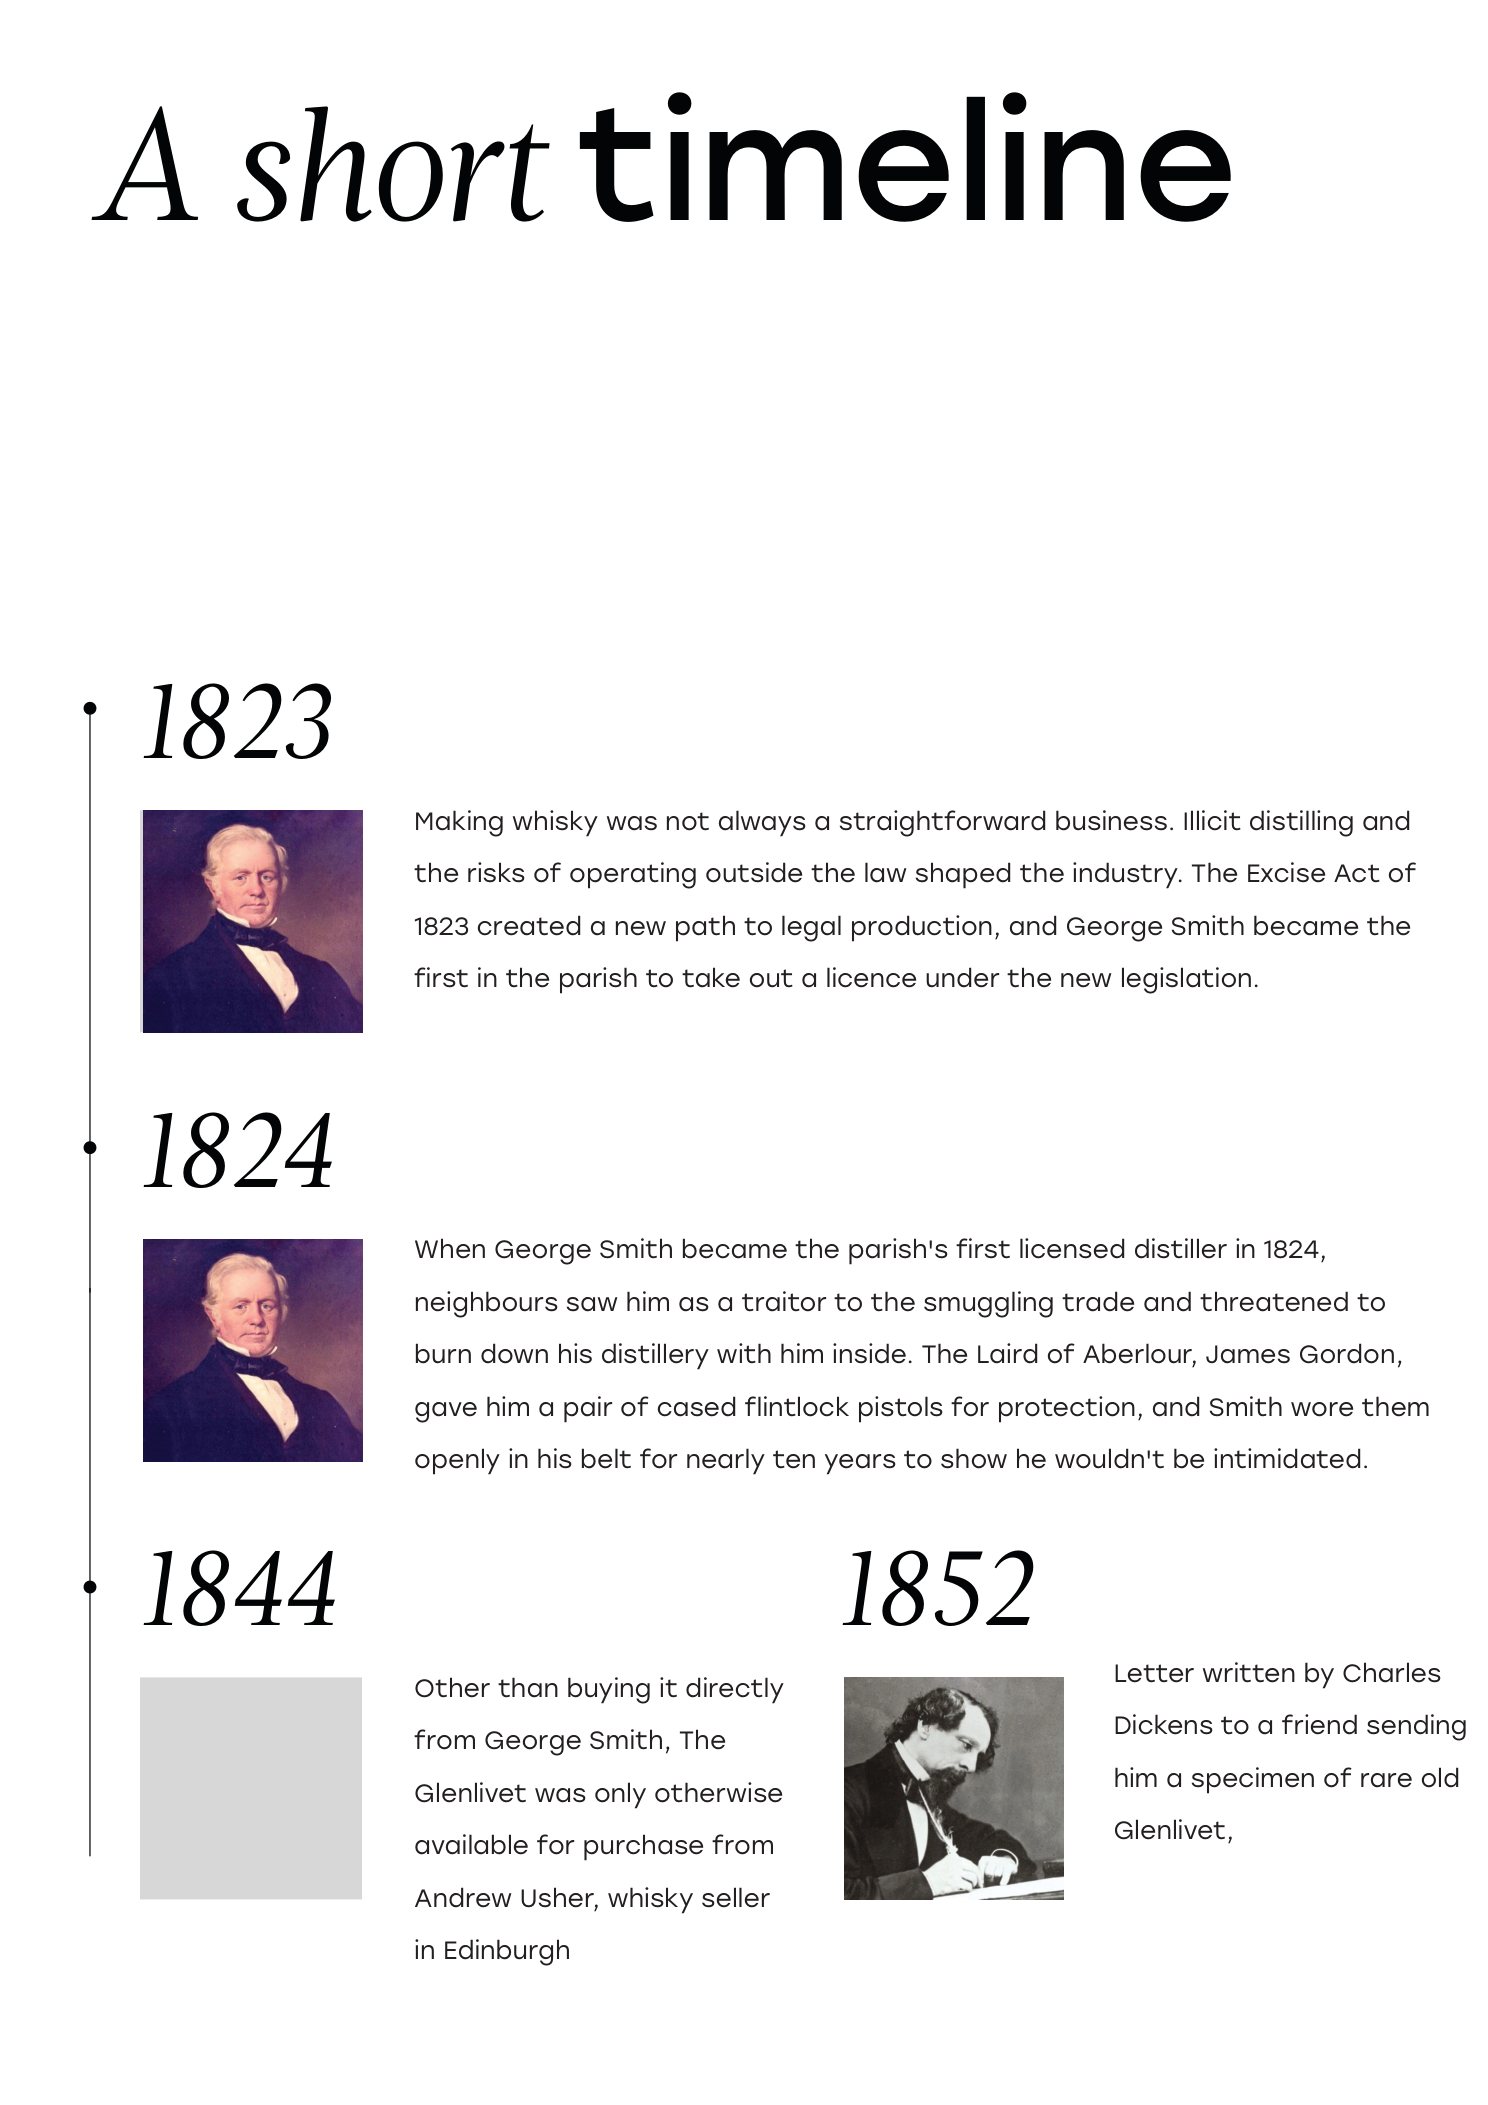 A short timeline
1823
Making whisky was not always a straightforward business. Illicit distilling and
the risks of operating outside the law shaped the industry. The Excise Act of
1823 created a new path to legal production, and George Smith became the
first in the parish to take out a licence under the new legislation.
1824
When George Smith became the parish's first licensed distiller in 1824,
neighbours saw him as a traitor to the smuggling trade and threatened to
burn down his distillery with him inside. The Laird of Aberlour, James Gordon,
gave him a pair of cased flintlock pistols for protection, and Smith wore them
openly in his belt for nearly ten years to show he wouldn't be intimidated.
1844
Other than buying it directly
from George Smith, The
Glenlivet was only otherwise
available for purchase from
Andrew Usher, whisky seller
in Edinburgh
1852
Letter written by Charles
Dickens to a friend sending
him a specimen of rare old
Glenlivet,